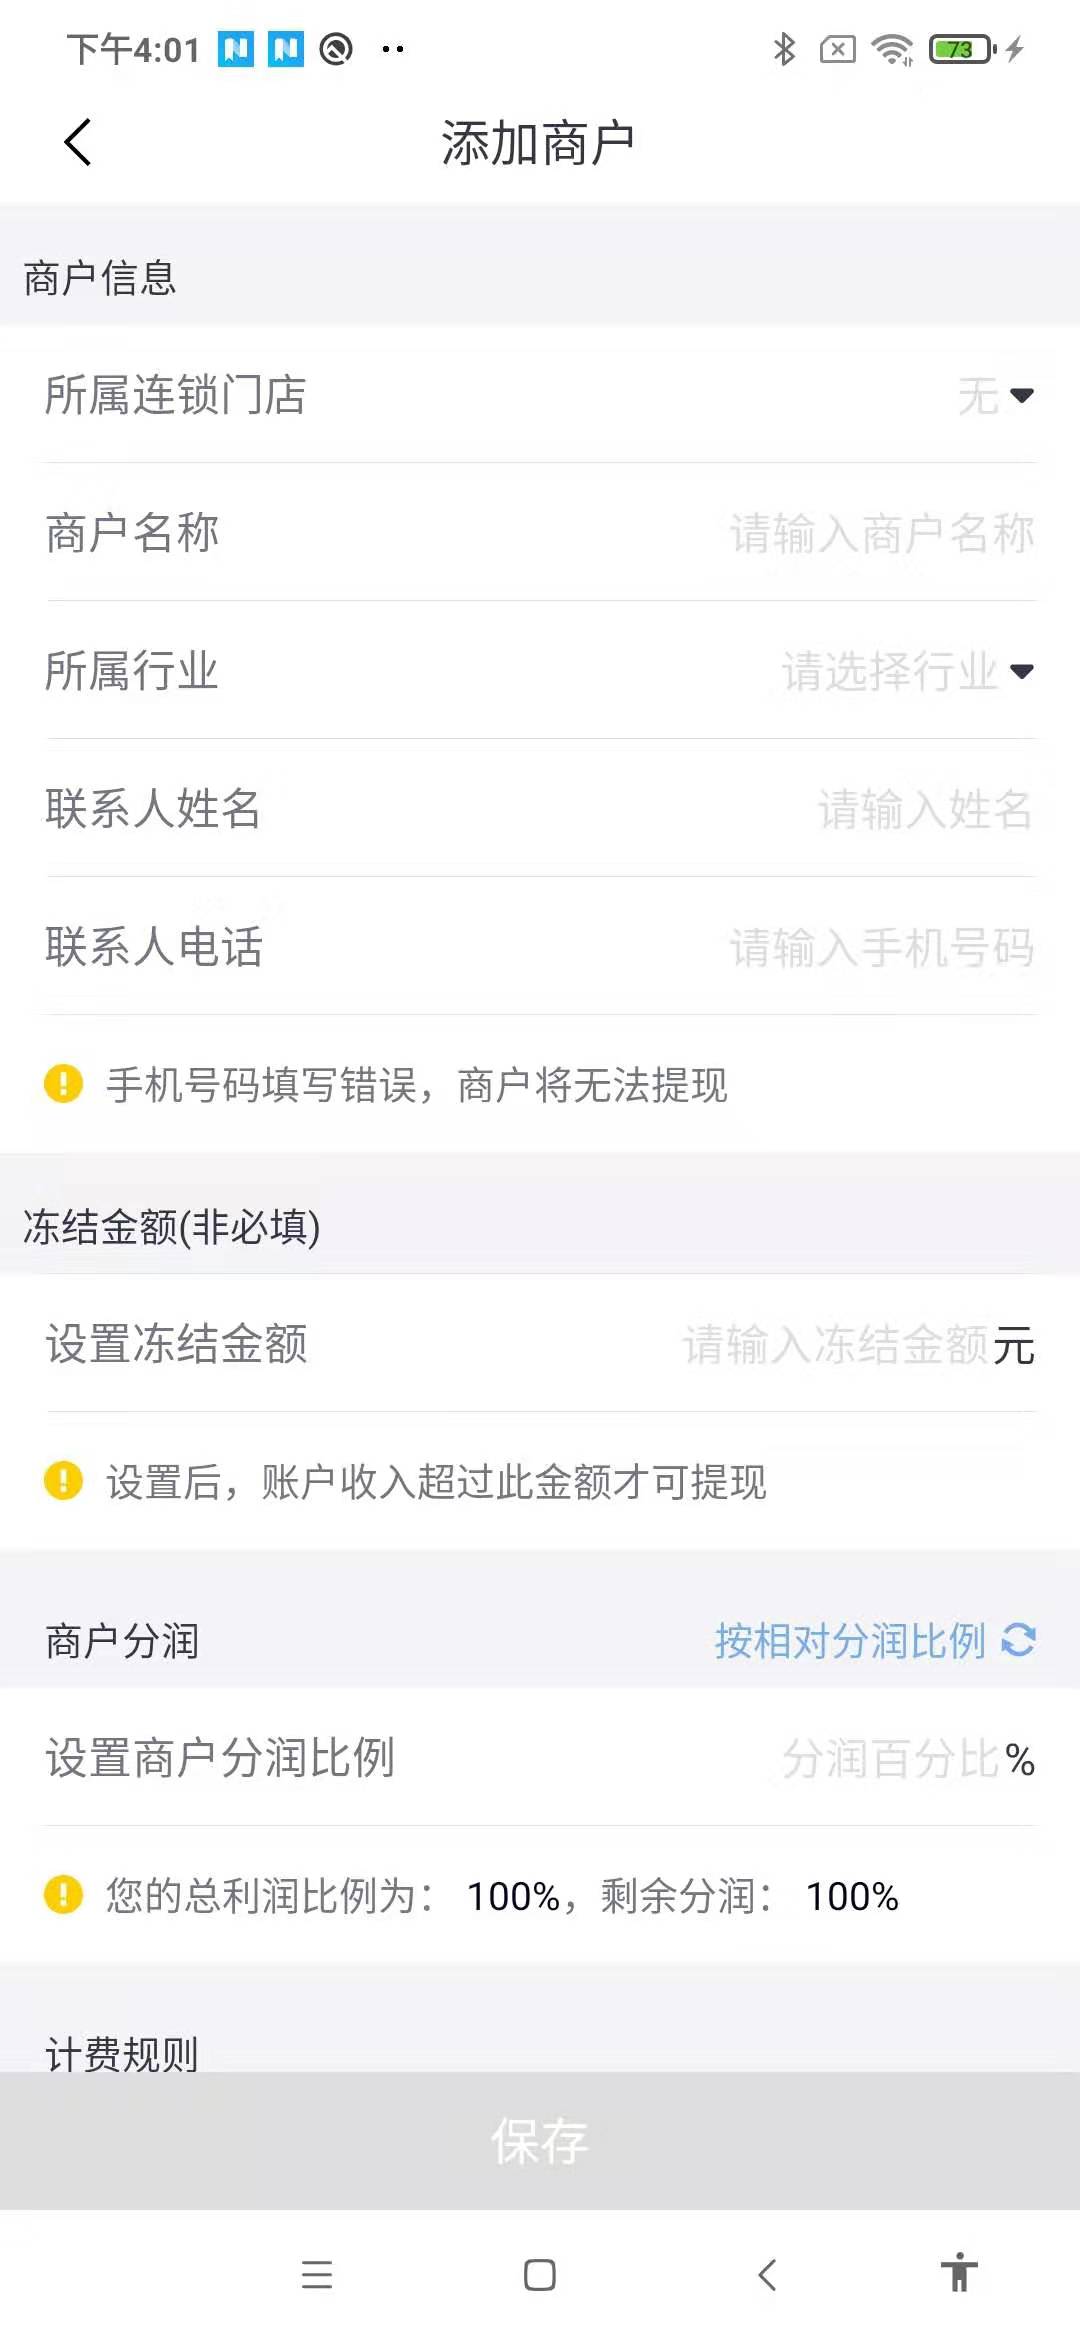 下午4:01
73
添加商户
商户信息
所属连锁门店 无
商户名称 请输入商户名称
所属行业 请选择行业
联系人姓名 请输入姓名
联系人电话 请输入手机号码
手机号码填写错误，商户将无法提现
冻结金额(非必填)
设置冻结金额 请输入冻结金额元
设置后，账户收入超过此金额才可提现
商户分润 按相对分润比例
设置商户分润比例 分润百分比%
您的总利润比例为： 100%，剩余分润： 100%
计费规则
保存